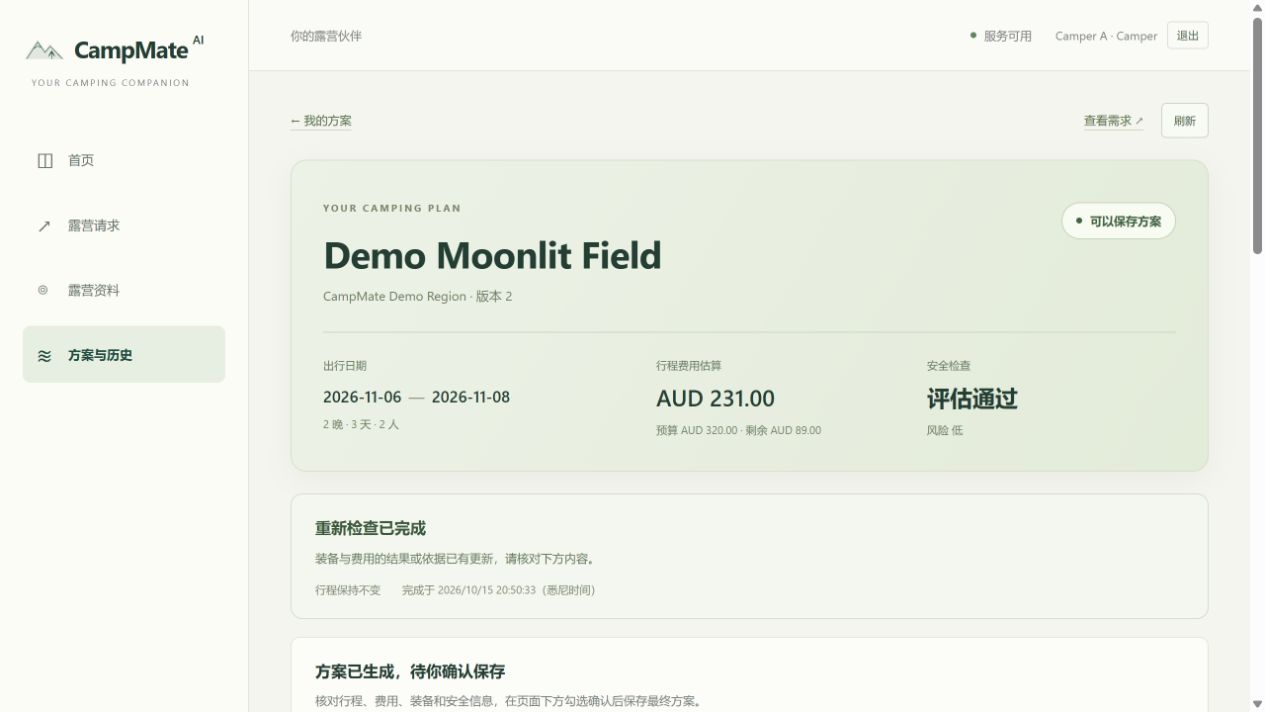 CampMate AI
YOUR CAMPING COMPANION
首页
露营请求
露营资料
方案与历史
你的露营伙伴
服务可用
Camper A · Camper
退出
← 我的方案
查看需求 ↗
刷新
YOUR CAMPING PLAN
可以保存方案
Demo Moonlit Field
CampMate Demo Region · 版本 2
出行日期
2026-11-06 — 2026-11-08
2 晚 · 3 天 · 2 人
行程费用估算
AUD 231.00
预算 AUD 320.00 · 剩余 AUD 89.00
安全检查
评估通过
风险 低
重新检查已完成
装备与费用的结果或依据已有更新，请核对下方内容。
行程保持不变 完成于 2026/10/15 20:50:33（悉尼时间）
方案已生成，待你确认保存
核对行程、费用、装备和安全信息，在页面下方勾选确认后保存最终方案。